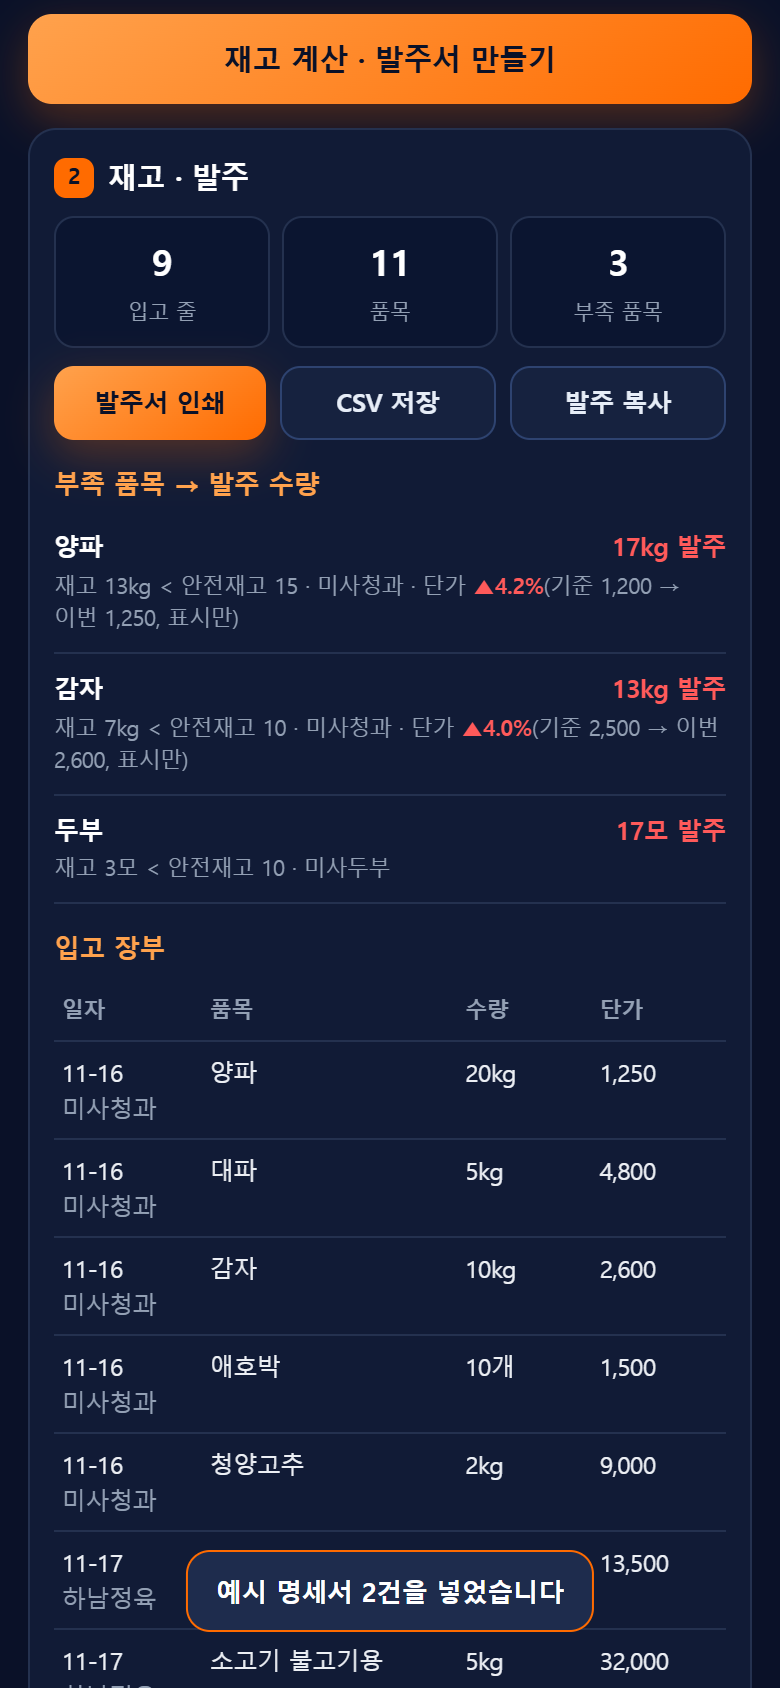 재고 계산 · 발주서 만들기
2 재고 · 발주
9 11 3
입고 줄 품목 부족 품목
발주서 인쇄 CSV 저장 발주 복사
부족 품목 → 발주 수량
양파 17kg 발주
재고 13kg < 안전재고 15 · 미사청과 · 단가 ▲4.2%(기준 1,200 →
이번 1,250, 표시만)
감자 13kg 발주
재고 7kg < 안전재고 10 · 미사청과 · 단가 ▲4.0%(기준 2,500 → 이번
2,600, 표시만)
두부 17모 발주
재고 3모 < 안전재고 10 · 미사두부
입고 장부
일자 품목 수량 단가
11-16 양파 20kg 1,250
미사청과
11-16 대파 5kg 4,800
미사청과
11-16 감자 10kg 2,600
미사청과
11-16 애호박 10개 1,500
미사청과
11-16 청양고추 2kg 9,000
미사청과
11-17 13,500
하남정육
예시 명세서 2건을 넣었습니다
11-17 소고기 불고기용 5kg 32,000